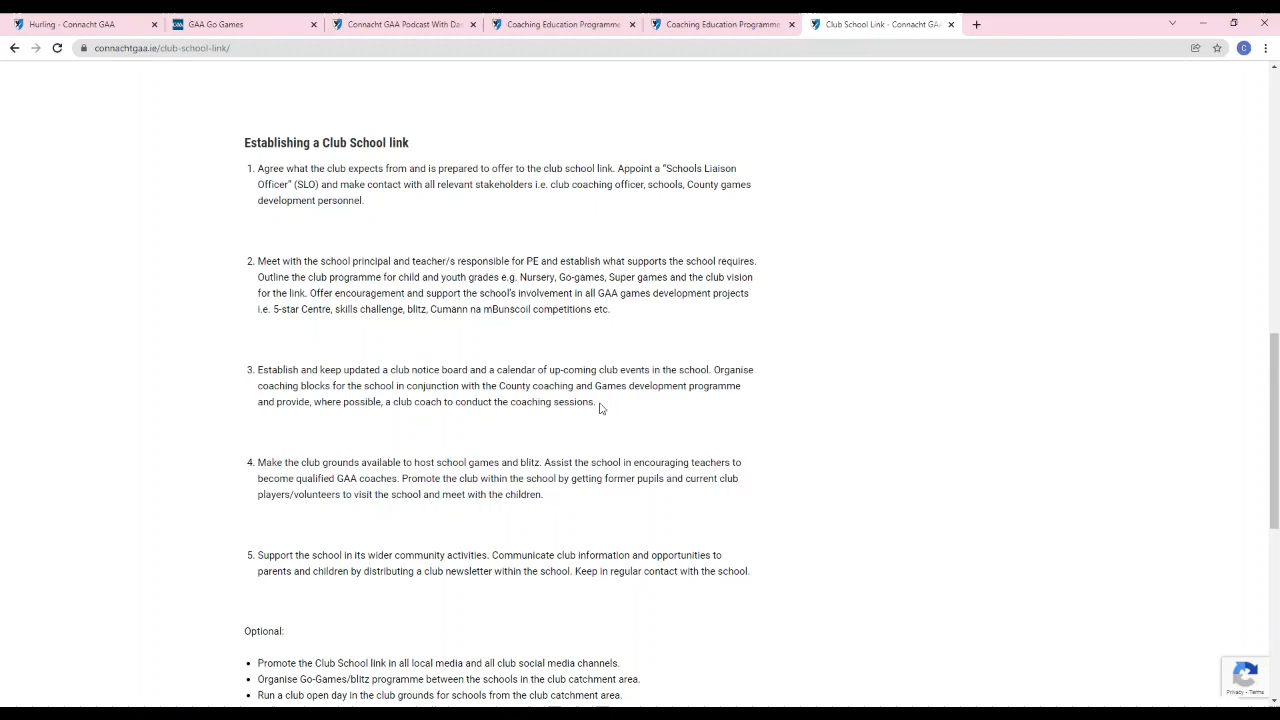 Hurling - Connacht GAA
GAA Go Games
Connacht GAA Podcast With Da
Coaching Education Programme
Coaching Education Programme
Club School Link - Connacht GA
connachtgaa.ie/club-school-link/
C
Establishing a Club School link
1. Agree what the club expects from and is prepared to offer to the club school link. Appoint a “Schools Liaison
Officer” (SLO) and make contact with all relevant stakeholders i.e. club coaching officer, schools, County games
development personnel.
2. Meet with the school principal and teacher/s responsible for PE and establish what supports the school requires.
Outline the club programme for child and youth grades e.g. Nursery, Go-games, Super games and the club vision
for the link. Offer encouragement and support the school’s involvement in all GAA games development projects
i.e. 5-star Centre, skills challenge, blitz, Cumann na mBunscoil competitions etc.
3. Establish and keep updated a club notice board and a calendar of up-coming club events in the school. Organise
coaching blocks for the school in conjunction with the County coaching and Games development programme
and provide, where possible, a club coach to conduct the coaching sessions.
4. Make the club grounds available to host school games and blitz. Assist the school in encouraging teachers to
become qualified GAA coaches. Promote the club within the school by getting former pupils and current club
players/volunteers to visit the school and meet with the children.
5. Support the school in its wider community activities. Communicate club information and opportunities to
parents and children by distributing a club newsletter within the school. Keep in regular contact with the school.
Optional:
• Promote the Club School link in all local media and all club social media channels.
• Organise Go-Games/blitz programme between the schools in the club catchment area.
• Run a club open day in the club grounds for schools from the club catchment area.
Privacy - Terms